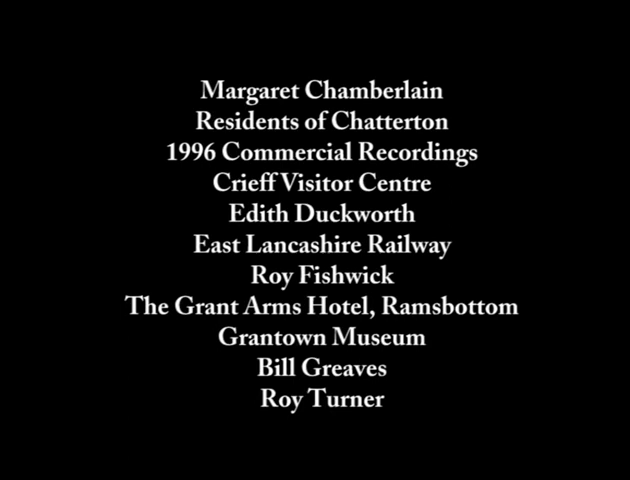 Margaret Chamberlain
Residents of Chatterton
1996 Commercial Recordings
Crieff Visitor Centre
Edith Duckworth
East Lancashire Railway
Roy Fishwick
The Grant Arms Hotel, Ramsbottom
Grantown Museum
Bill Greaves
Roy Turner